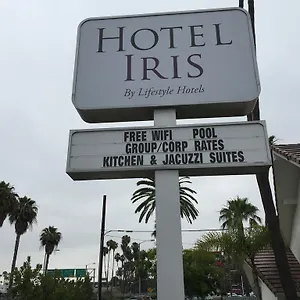 HOTEL
IRIS
By Lifestyle Hotels
FREE WIFI POOL
GROUP/CORP RATES
KITCHEN & JACUZZI SUITES